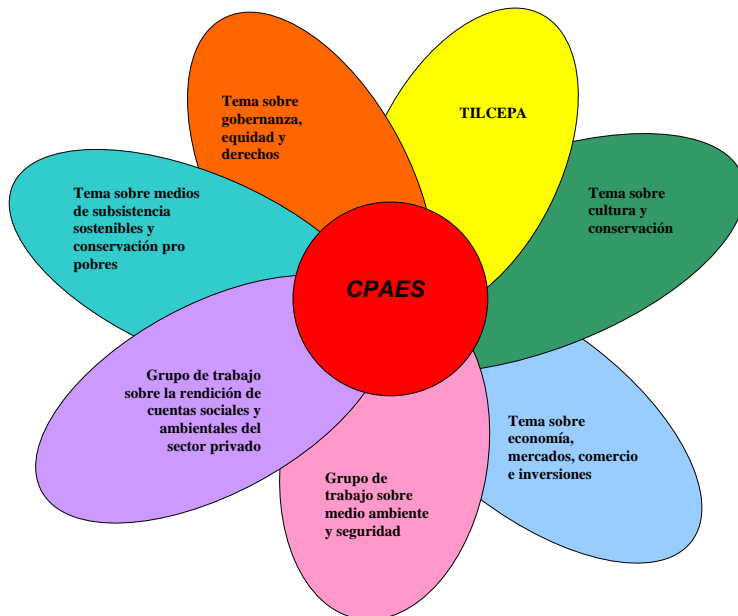 Tema sobre
gobernanza,
equidad y
derechos
TILCEPA
Tema sobre
cultura y
conservación
Tema sobre medios
de subsistencia
sostenibles y
conservación pro
pobres
CPAES
Grupo de trabajo
sobre la rendición de
cuentas sociales y
ambientales del
sector privado
Tema sobre
economía,
mercados, comercio
e inversiones
Grupo de
trabajo sobre
medio ambiente
y seguridad